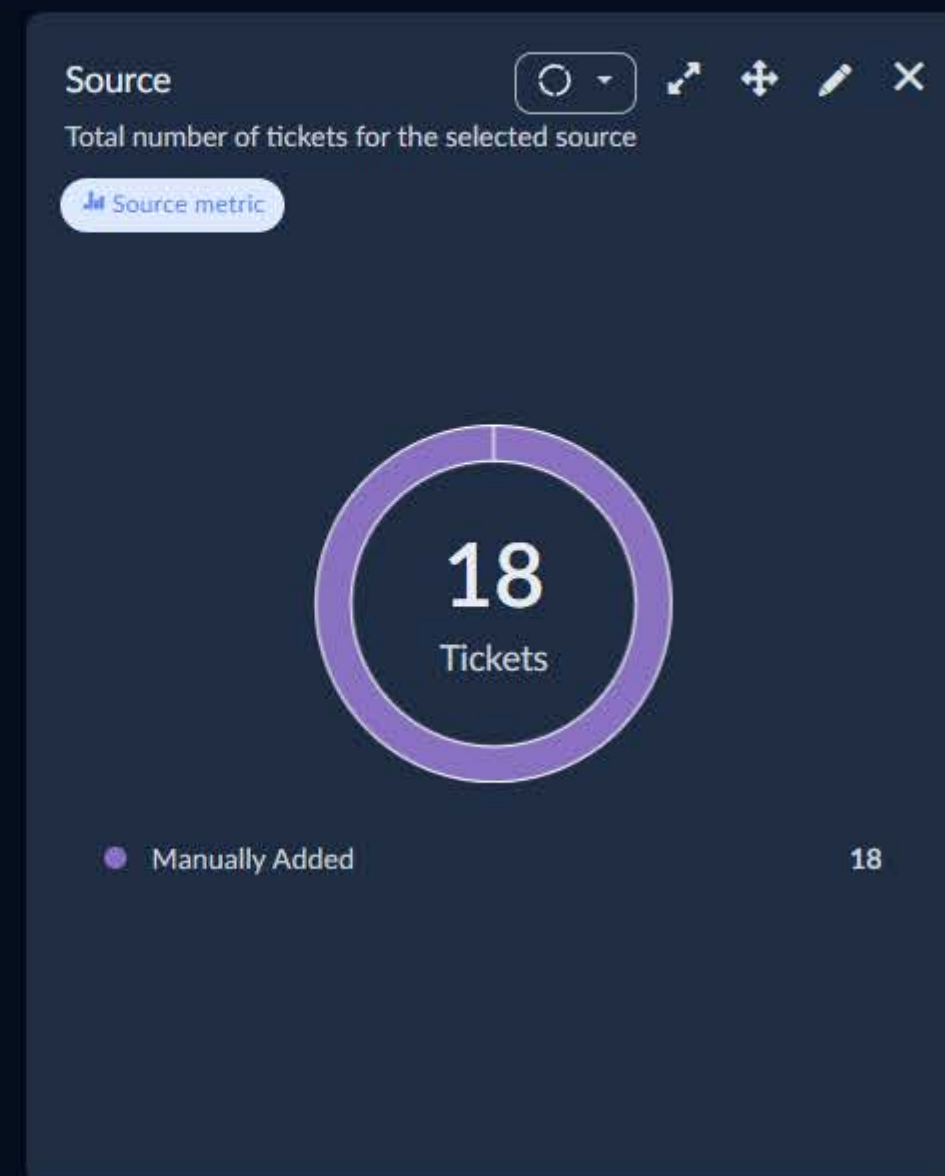 Source
Total number of tickets for the selected source
Source metric
18
Tickets
Manually Added 18